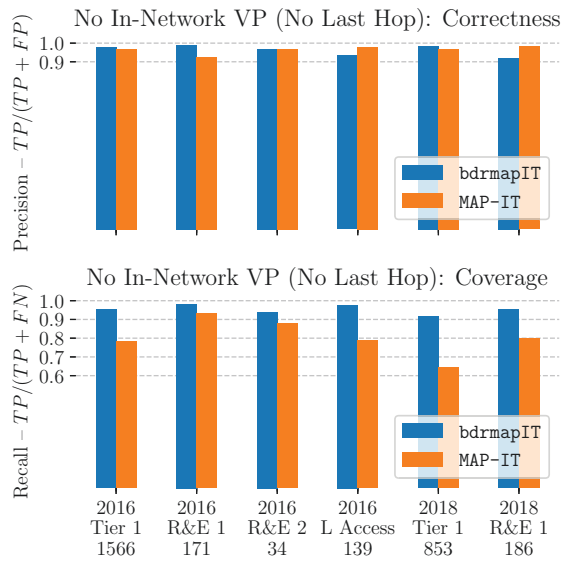 No In-Network VP (No Last Hop): Correctness
Precision – TP/(TP + FP)
1.0
0.9
bdrmapIT
MAP-IT
No In-Network VP (No Last Hop): Coverage
Recall – TP/(TP + FN)
1.0
0.9
0.8
0.7
0.6
bdrmapIT
MAP-IT
2016 2016 2016 2016 2018 2018
Tier 1 R&E 1 R&E 2 L Access Tier 1 R&E 1
1566 171 34 139 853 186